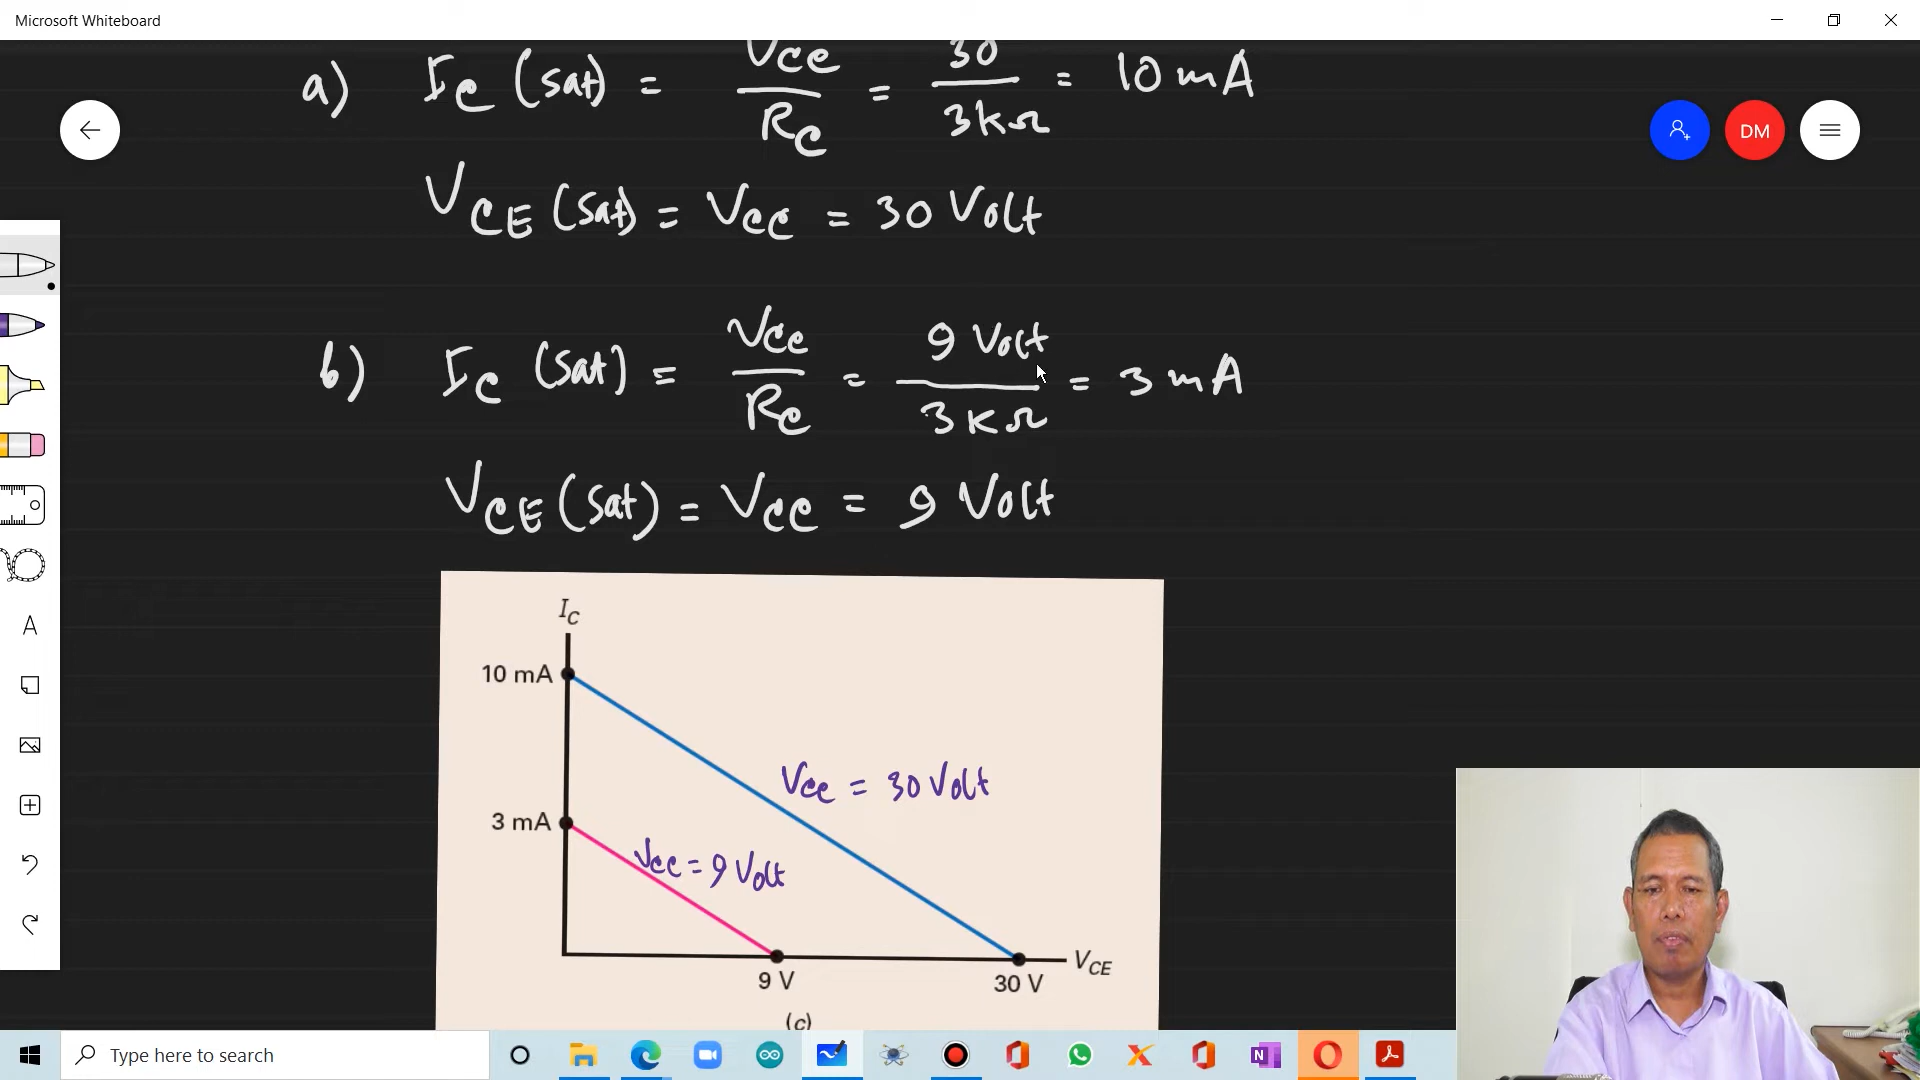 Microsoft Whiteboard
a) Ic (sat) = Vcc / Rc = 30 / 3kΩ = 10 mA
DM
VCE (sat) = Vcc = 30 Volt
b) Ic (sat) = Vcc / Rc = 9 Volt / 3KΩ = 3 mA
VCE (sat) = Vcc = 9 Volt
IC
10 mA
Vcc = 30 Volt
3 mA
Vcc = 9 Volt
VCE
9 V
30 V
(c)
A
Type here to search